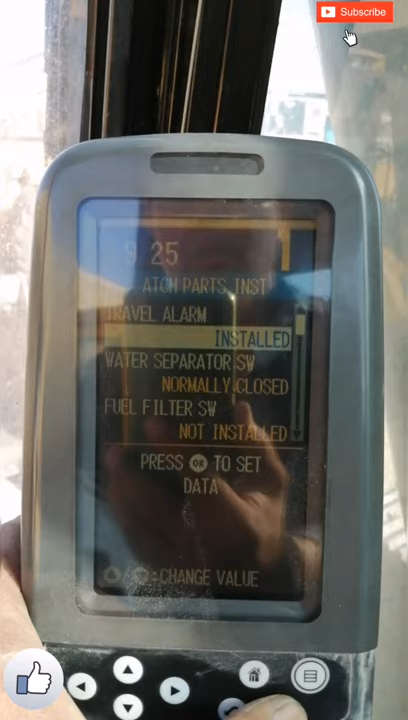 Subscribe
9:25
ATCH PARTS INST
TRAVEL ALARM
INSTALLED
WATER SEPARATOR SW
NORMALLY CLOSED
FUEL FILTER SW
NOT INSTALLED
PRESS OK TO SET
DATA
:CHANGE VALUE